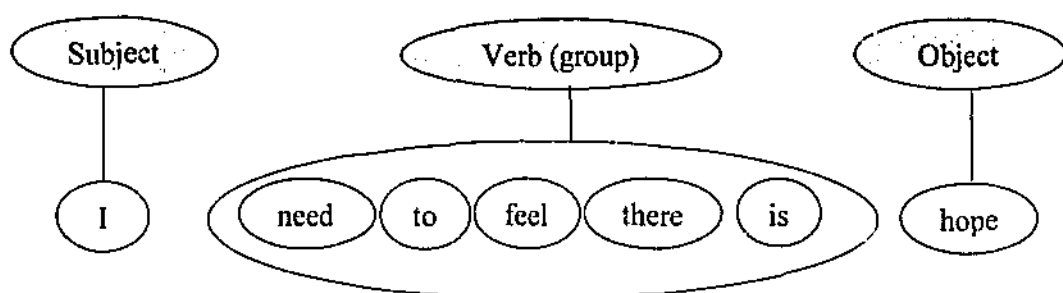 Subject Verb (group) Object
I need to feel there is hope